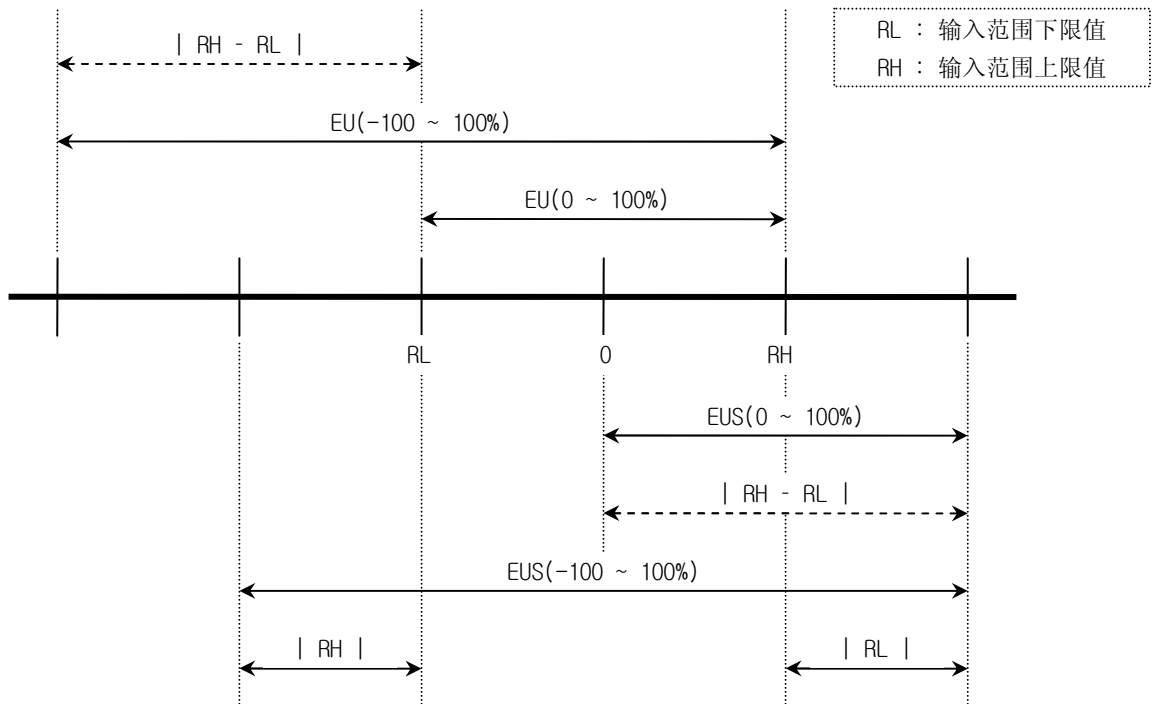 | RH - RL |
RL : 输入范围下限值
RH : 输入范围上限值
EU(-100 ~ 100%)
EU(0 ~ 100%)
RL 0 RH
EUS(0 ~ 100%)
| RH - RL |
EUS(-100 ~ 100%)
| RH | | RL |